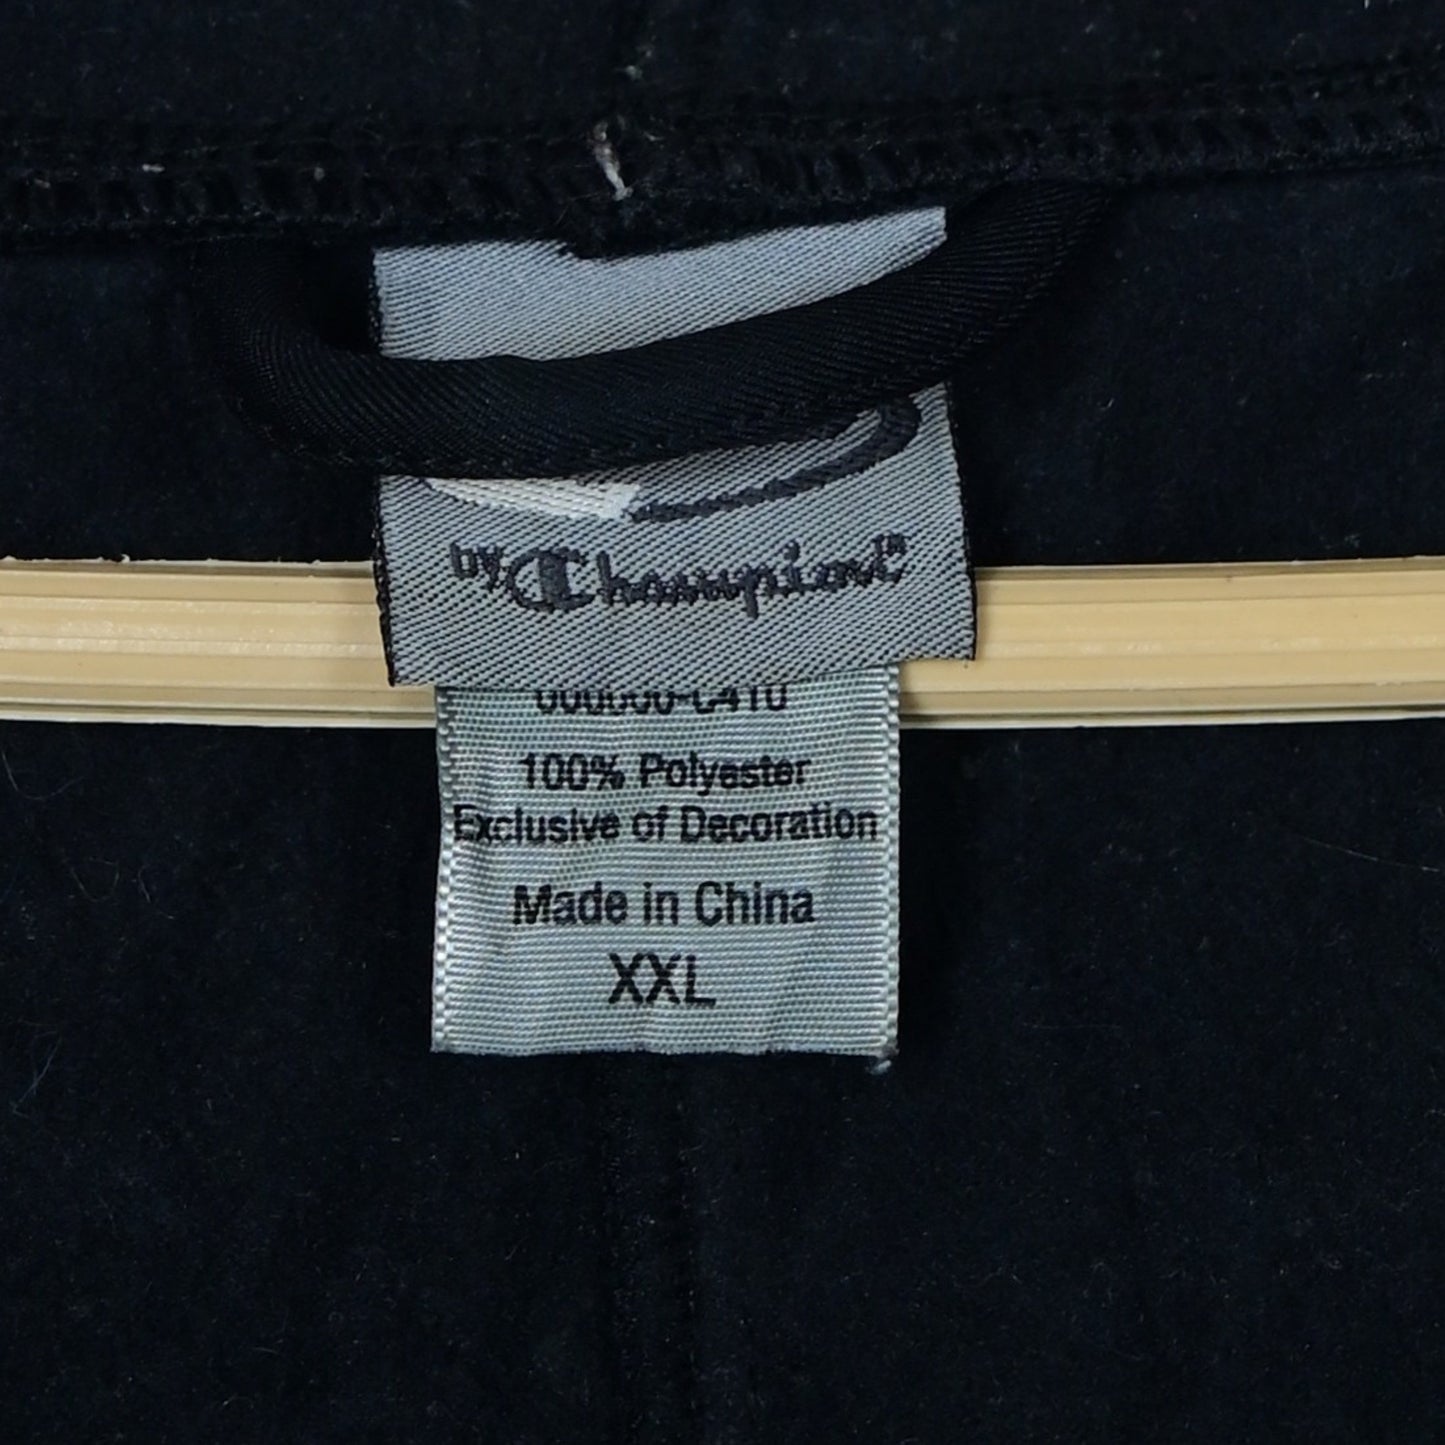 by Champion
100% Polyester
Exclusive of Decoration
Made in China
XXL